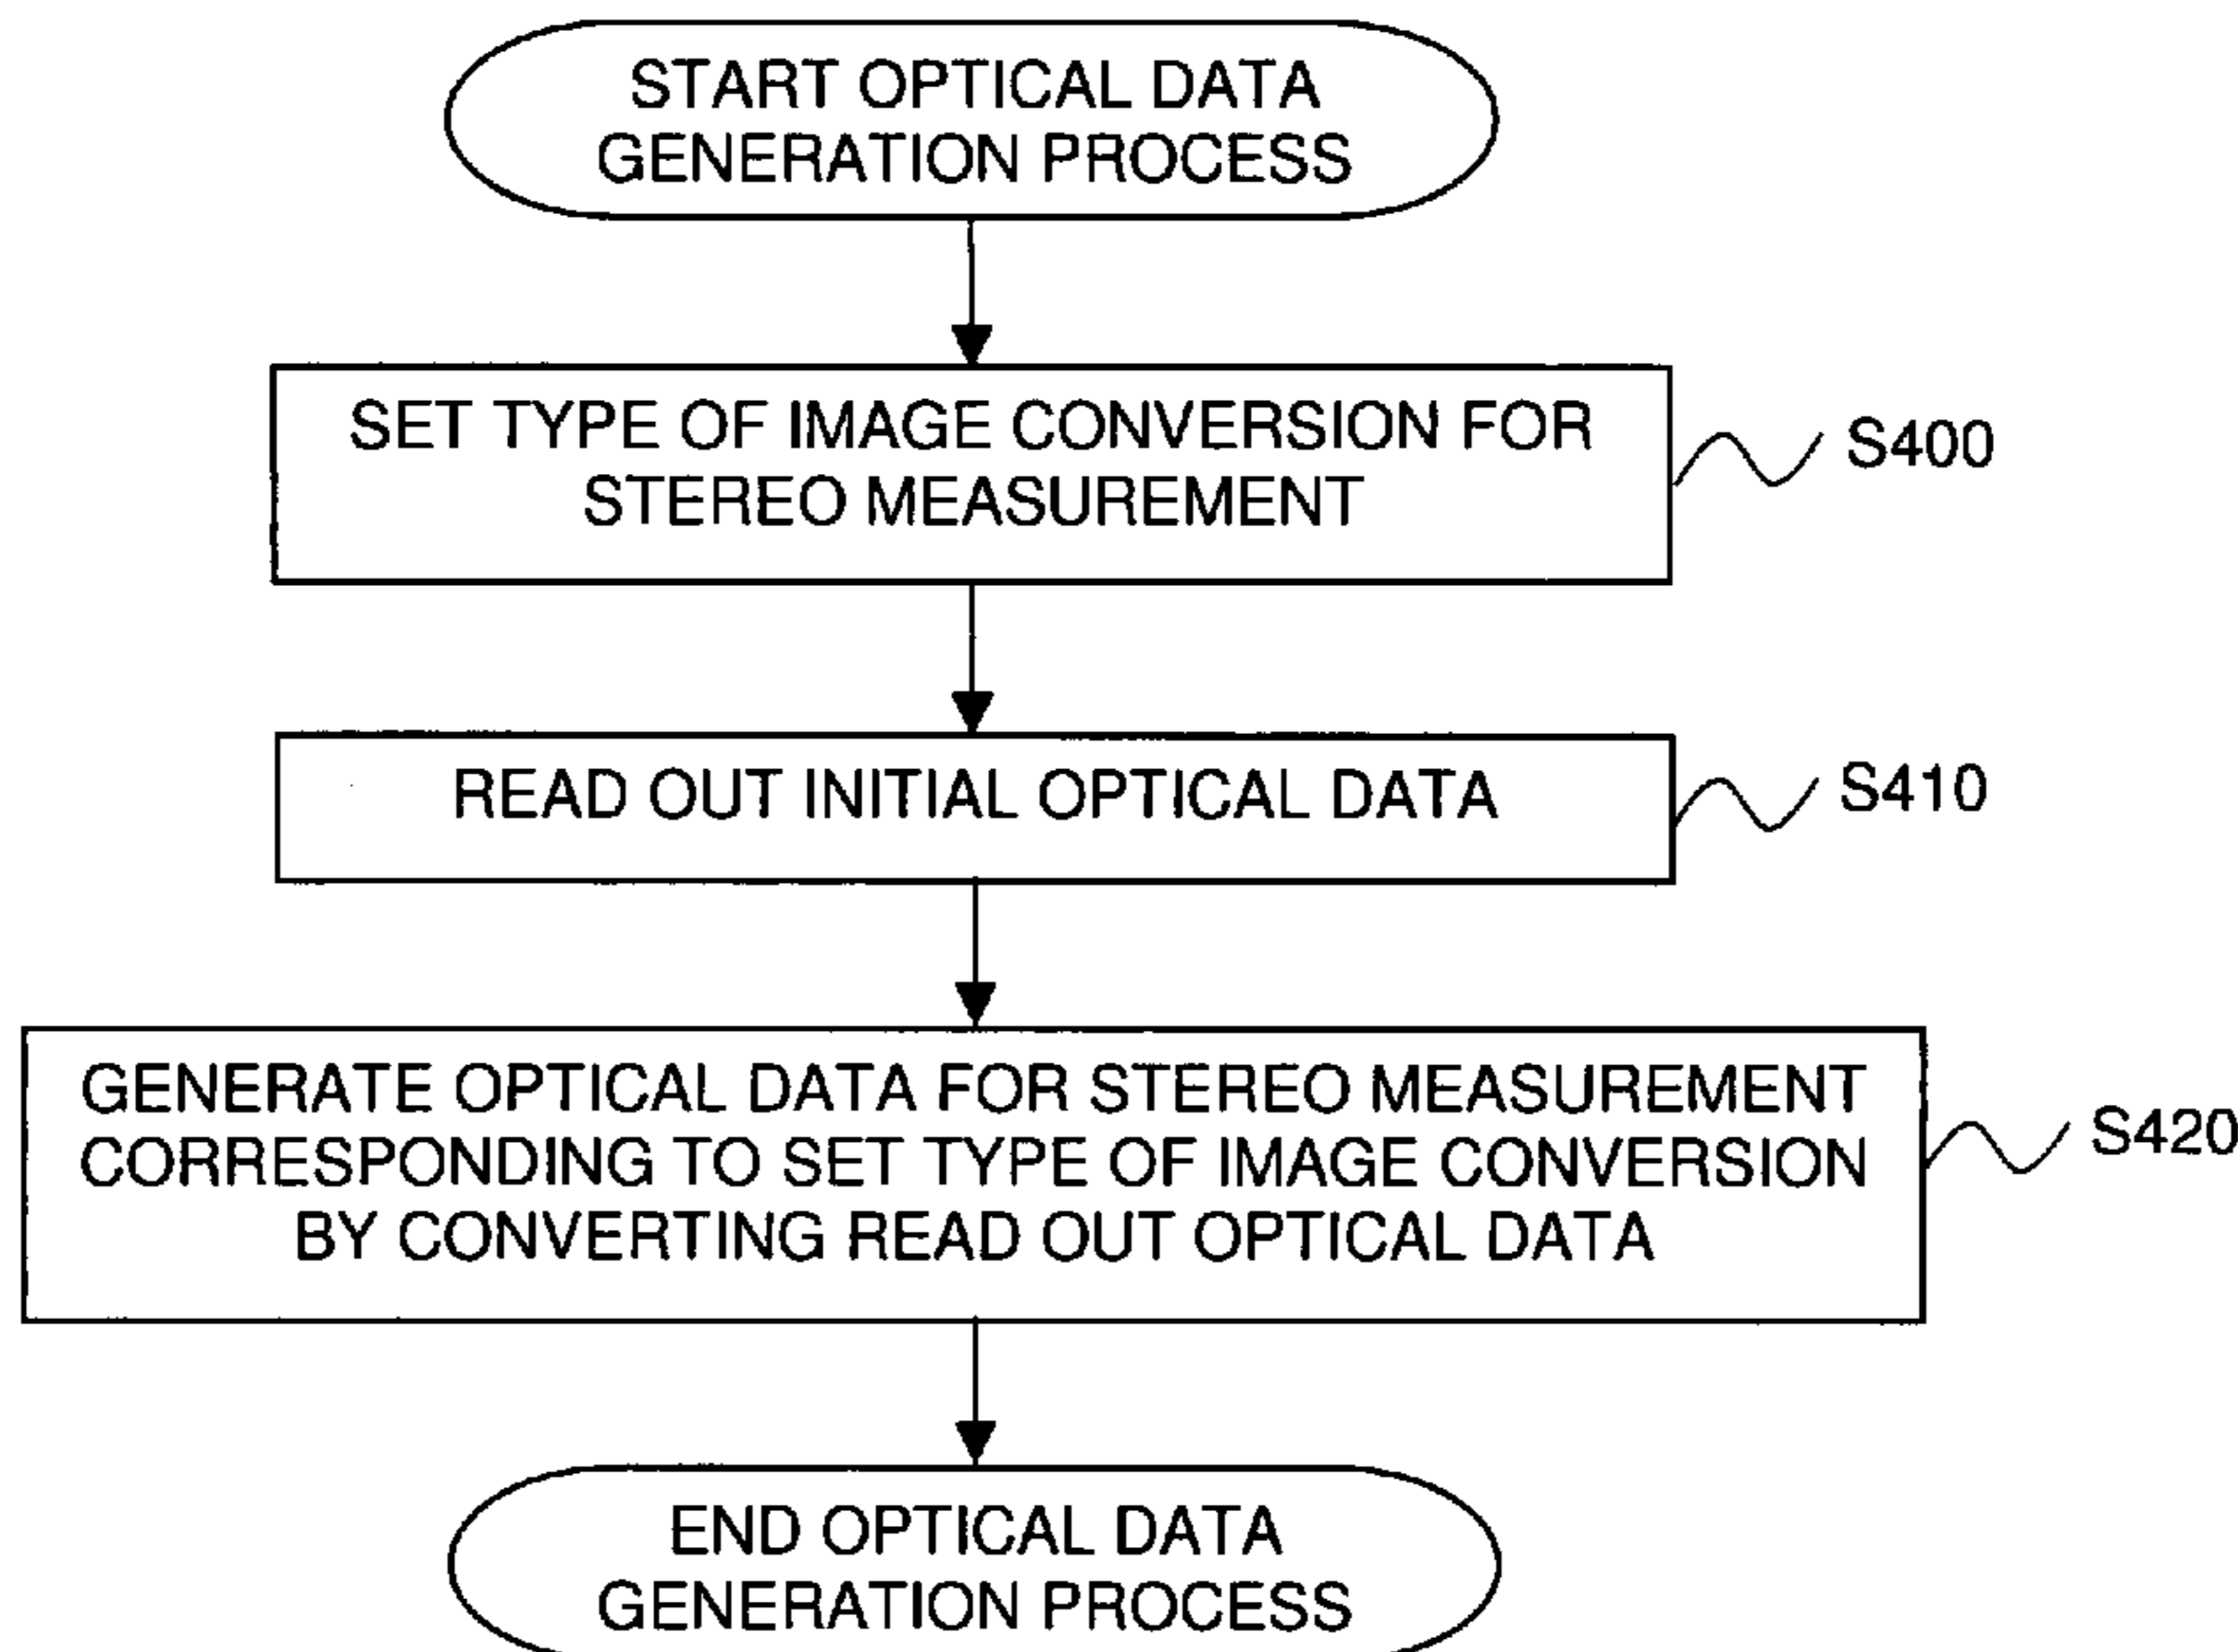 START OPTICAL DATA
GENERATION PROCESS
SET TYPE OF IMAGE CONVERSION FOR
STEREO MEASUREMENT
S400
READ OUT INITIAL OPTICAL DATA
S410
GENERATE OPTICAL DATA FOR STEREO MEASUREMENT
CORRESPONDING TO SET TYPE OF IMAGE CONVERSION
BY CONVERTING READ OUT OPTICAL DATA
S420
END OPTICAL DATA
GENERATION PROCESS